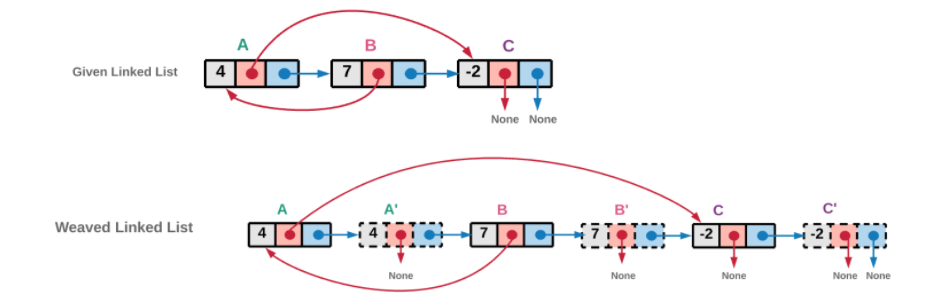 A B C
Given Linked List 4 7 -2
None None
A A' B B' C C'
Weaved Linked List 4 4 7 7 -2 -2
None None None None None